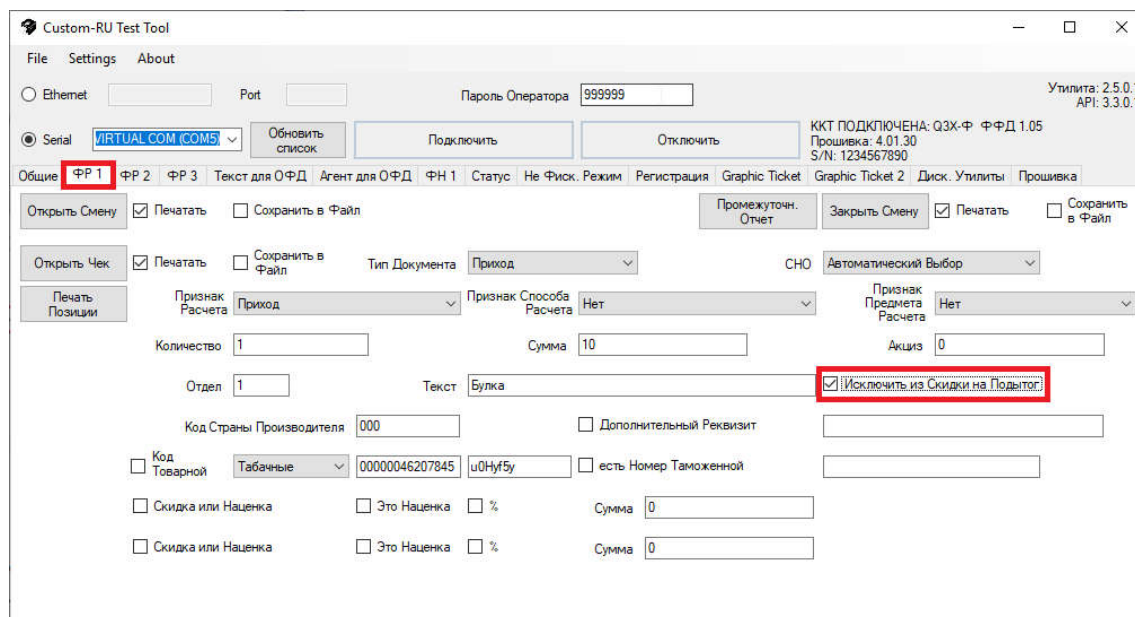 Custom-RU Test Tool
File Settings About
Ethernet Port Пароль Оператора 999999 Утилита: 2.5.0.
API: 3.3.0.
Serial VIRTUAL COM (COM5) Обновить список Подключить Отключить ККТ ПОДКЛЮЧЕНА: Q3X-Ф ФФД 1.05
Прошивка: 4.01.30
S/N: 1234567890
Общие ФР 1 ФР 2 ФР 3 Текст для ОФД Агент для ОФД ФН 1 Статус Не Фиск. Режим Регистрация Graphic Ticket Graphic Ticket 2 Диск. Утилиты Прошивка
Открыть Смену Печатать Сохранить в Файл Промежуточн. Отчет Закрыть Смену Печатать Сохранить в Файл
Открыть Чек Печатать Сохранить в Файл Тип Документа Приход СНО Автоматический Выбор
Печать Позиции Признак Расчета Приход Признак Способа Расчета Нет Признак Предмета Расчета Нет
Количество 1 Сумма 10 Акциз 0
Отдел 1 Текст Булка Исключить из Скидки на Подытог
Код Страны Производителя 000 Дополнительный Реквизит
Код Товарной Табачные 00000046207845 u0Hyf5y есть Номер Таможенной
Скидка или Наценка Это Наценка % Сумма 0
Скидка или Наценка Это Наценка % Сумма 0